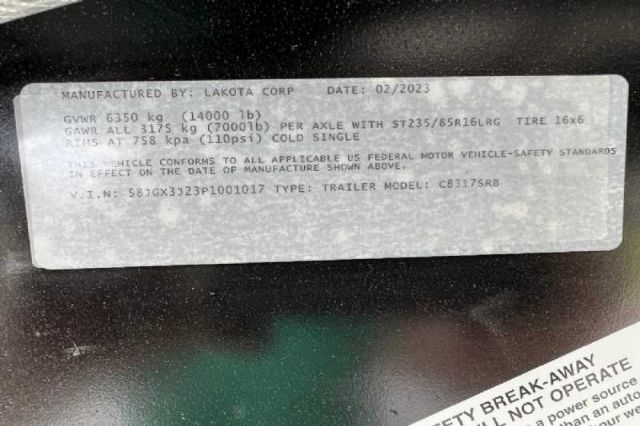 MANUFACTURED BY: LAKOTA CORP DATE: 02/2023
GVWR 6350 kg (14000 lb)
GAWR ALL 3175 kg (7000lb) PER AXLE WITH ST235/85R16LRG TIRE 16x6
RIMS AT 758 kpa (110psi) COLD SINGLE
THIS VEHICLE CONFORMS TO ALL APPLICABLE US FEDERAL MOTOR VEHICLE-SAFETY STANDARDS
IN EFFECT ON THE DATE OF MANUFACTURE SHOWN ABOVE.
V.I.N: 58JGX3J23P1001017 TYPE: TRAILER MODEL: C8317SR8
BREAK-AWAY
NOT OPERATE
a power source
than an